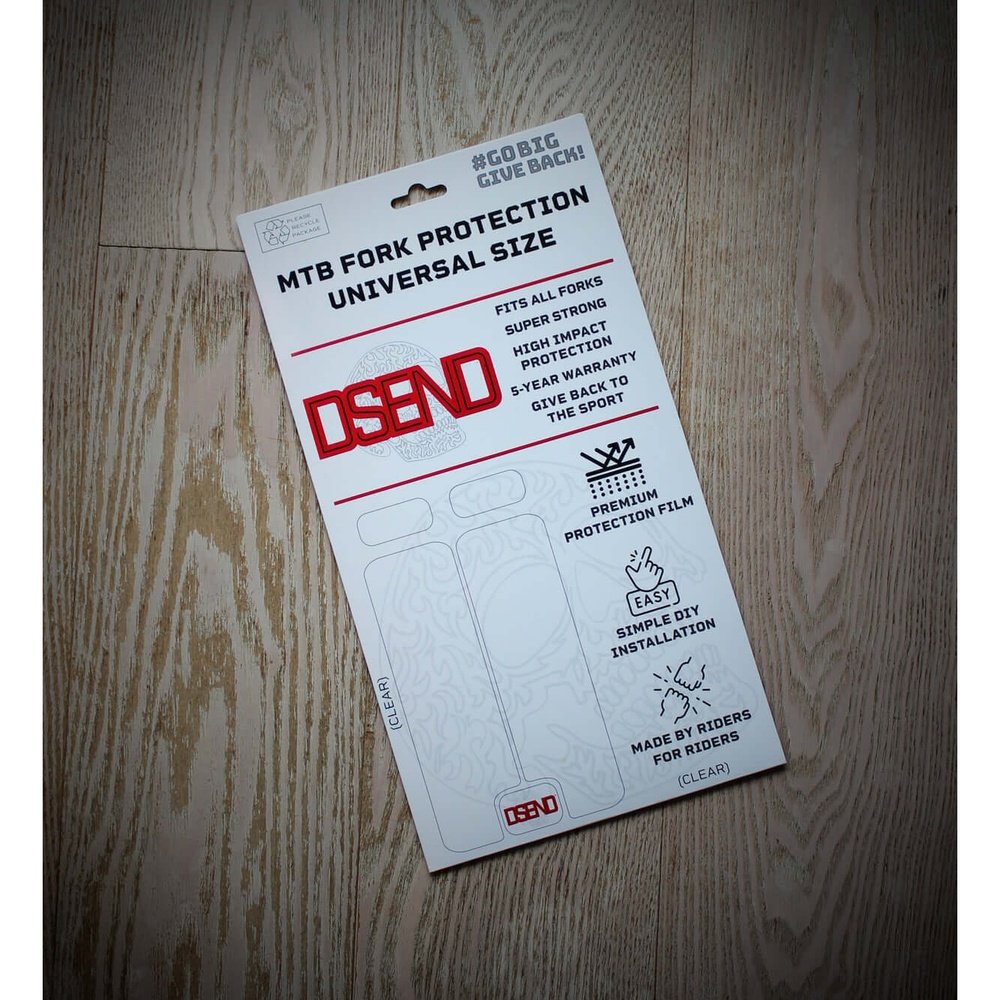 #GO BIG
GIVE BACK!
PLEASE
RECYCLE
PACKAGE
MTB FORK PROTECTION
UNIVERSAL SIZE
FITS ALL FORKS
SUPER STRONG
HIGH IMPACT
PROTECTION
5-YEAR WARRANTY
GIVE BACK TO
THE SPORT
DSEND
PREMIUM
PROTECTION FILM
EASY
SIMPLE DIY
INSTALLATION
MADE BY RIDERS
FOR RIDERS
(CLEAR)
(CLEAR)
DSEND